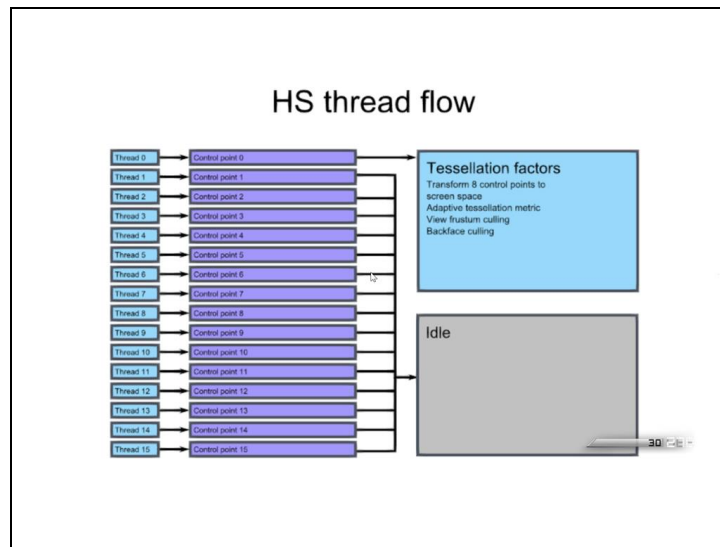 HS thread flow
Thread 0 Control point 0
Thread 1 Control point 1
Thread 2 Control point 2
Thread 3 Control point 3
Thread 4 Control point 4
Thread 5 Control point 5
Thread 6 Control point 6
Thread 7 Control point 7
Thread 8 Control point 8
Thread 9 Control point 9
Thread 10 Control point 10
Thread 11 Control point 11
Thread 12 Control point 12
Thread 13 Control point 13
Thread 14 Control point 14
Thread 15 Control point 15
Tessellation factors
Transform 8 control points to
screen space
Adaptive tessellation metric
View frustum culling
Backface culling
Idle
30